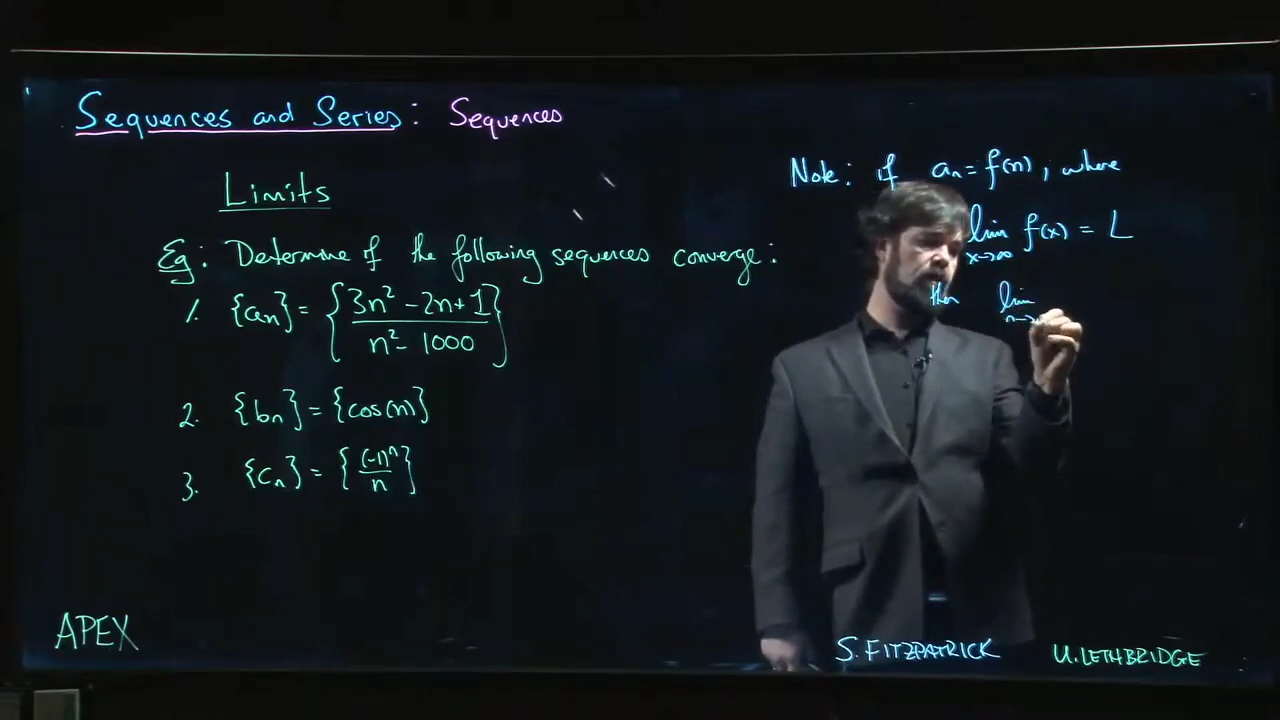 Sequences and Series: Sequences
Limits
Eg: Determine if the following sequences converge:
1. {aₙ} = {(3n² - 2n + 1)/(n² - 1000)}
2. {bₙ} = {cos(n)}
3. {cₙ} = {(-1)ⁿ/n}
Note: if aₙ = f(n), where
lim x→∞ f(x) = L
then lim n→
APEX
S. FITZPATRICK
U. LETHBRIDGE